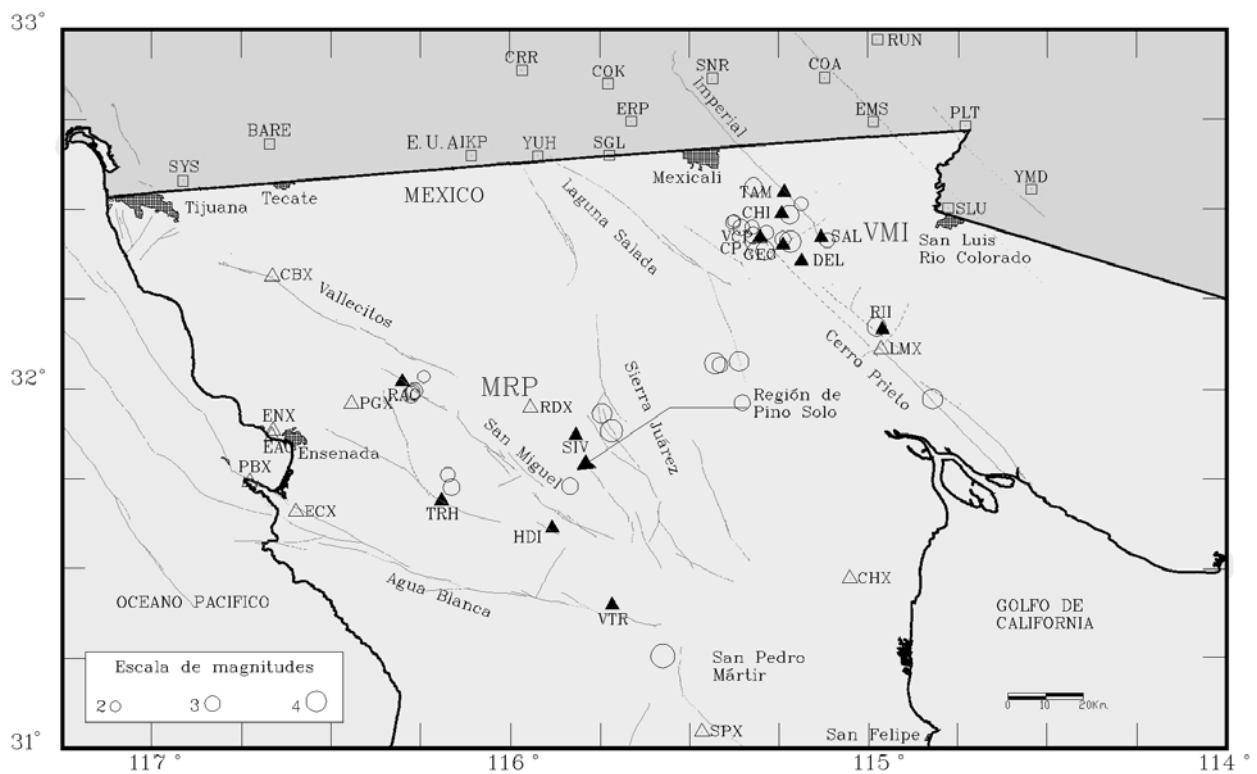 33°
RUN
CRR
COK
SNR
COA
Imperial
ERP
EMS
PLT
BARE
E.U.A
IKP
YUH
SGL
SYS
Mexicali
YMD
MEXICO
Tecate
Tijuana
Laguna Salada
TAM
CHI
SLU
VCP
SAL
VMI
CPX
GEO
DEL
San Luis
Rio Colorado
CBX
Vallecitos
RII
LMX
Cerro Prieto
32°
RAC
MRP
PGX
RDX
Sierra Juárez
Región de
Pino Solo
ENX
EAC
Ensenada
San Miguel
SIV
PBX
ECX
TRH
HDI
CHX
Agua Blanca
OCEANO PACIFICO
VTR
GOLFO DE
CALIFORNIA
San Pedro
Mártir
Escala de magnitudes
2 3 4
0 10 20Km.
SPX
San Felipe
31°
117° 116° 115° 114°